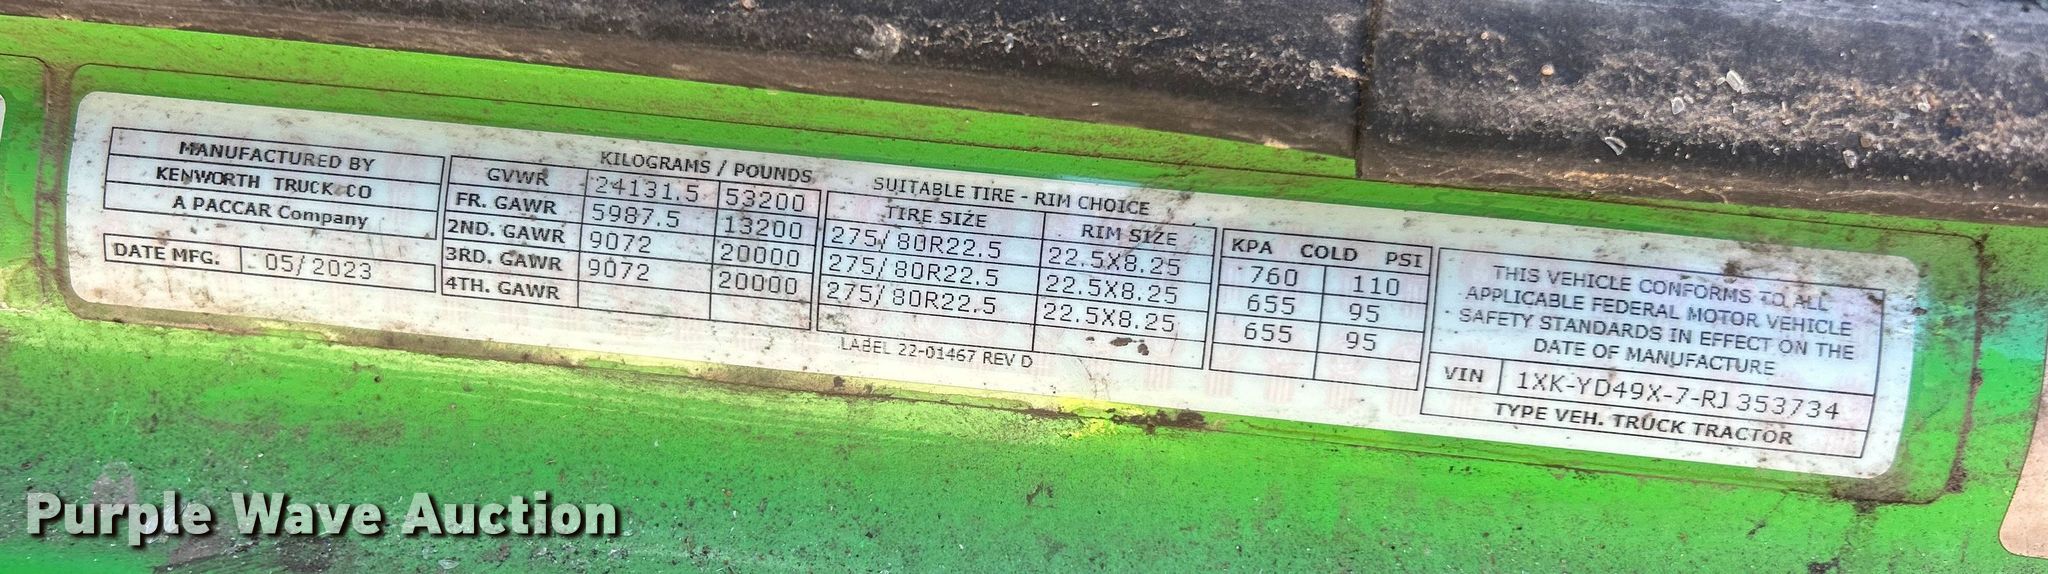 MANUFACTURED BY
KENWORTH TRUCK CO
A PACCAR Company
DATE MFG. 05/2023
KILOGRAMS / POUNDS
GVWR 24131.5 53200
FR. GAWR 5987.5 13200
2ND. GAWR 9072 20000
3RD. GAWR 9072 20000
4TH. GAWR
SUITABLE TIRE - RIM CHOICE
TIRE SIZE RIM SIZE
275/80R22.5 22.5X8.25
275/80R22.5 22.5X8.25
275/80R22.5 22.5X8.25
LABEL 22-01467 REV D
KPA COLD PSI
760 110
655 95
655 95
THIS VEHICLE CONFORMS TO ALL
APPLICABLE FEDERAL MOTOR VEHICLE
SAFETY STANDARDS IN EFFECT ON THE
DATE OF MANUFACTURE
VIN 1XK-YD49X-7-RJ 353734
TYPE VEH. TRUCK TRACTOR
Purple Wave Auction